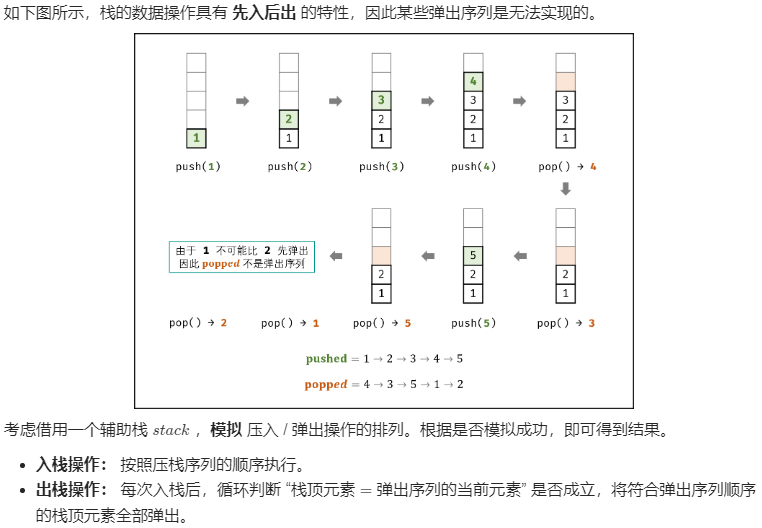 如下图所示，栈的数据操作具有 先入后出 的特性，因此某些弹出序列是无法实现的。
1
2
1
3
2
1
4
3
2
1
3
2
1
push(1)
push(2)
push(3)
push(4)
pop() → 4
由于 1 不可能比 2 先弹出
因此 popped 不是弹出序列
2
1
5
2
1
2
1
pop() → 2
pop() → 1
pop() → 5
push(5)
pop() → 3
pushed = 1 → 2 → 3 → 4 → 5
popped = 4 → 3 → 5 → 1 → 2
考虑借用一个辅助栈 stack ，模拟 压入 / 弹出操作的排列。根据是否模拟成功，即可得到结果。
• 入栈操作： 按照压栈序列的顺序执行。
• 出栈操作： 每次入栈后，循环判断 “栈顶元素 = 弹出序列的当前元素” 是否成立，将符合弹出序列顺序
的栈顶元素全部弹出。